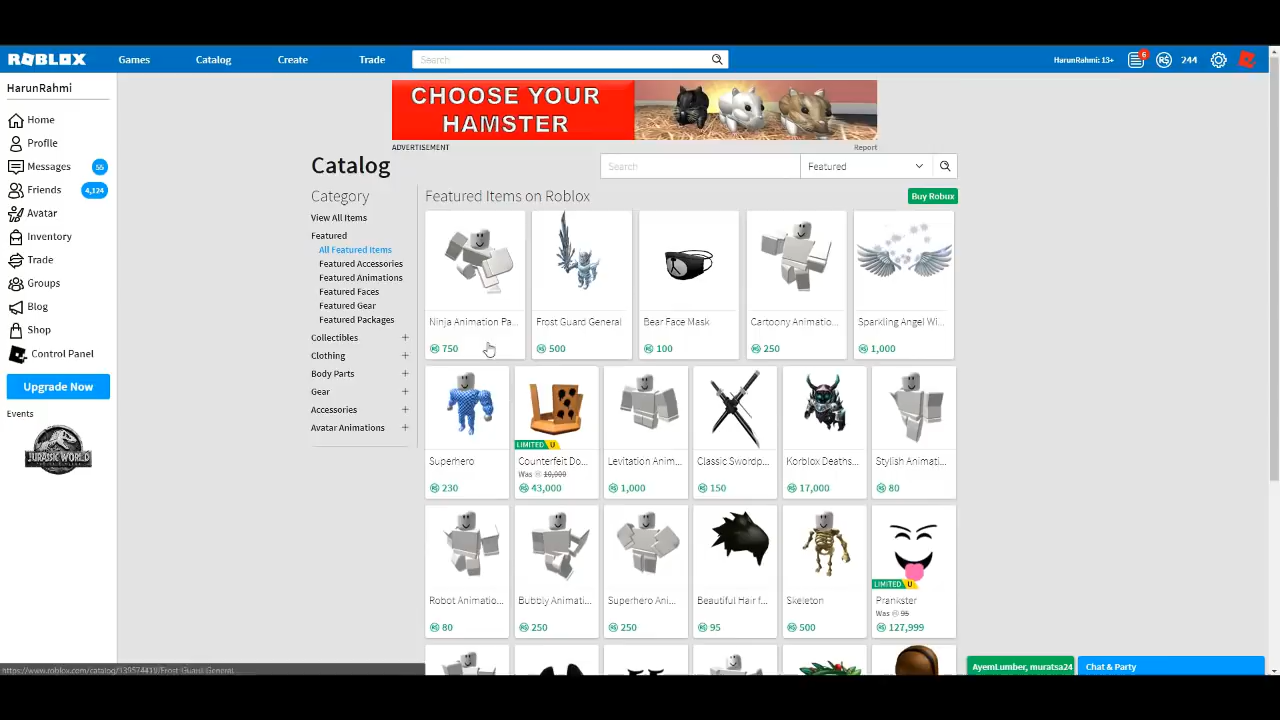 ROBLOX Games Catalog Create Trade Search HarunRahmi: 13+ 6 R$ 244
HarunRahmi
Home
Profile
Messages 55
Friends 4,124
Avatar
Inventory
Trade
Groups
Blog
Shop
Control Panel
Upgrade Now
Events
JURASSIC WORLD
CHOOSE YOUR
HAMSTER
ADVERTISEMENT Report
Catalog Search Featured
Category
View All Items
Featured
All Featured Items
Featured Accessories
Featured Animations
Featured Faces
Featured Gear
Featured Packages
Collectibles +
Clothing +
Body Parts +
Gear +
Accessories +
Avatar Animations +
Featured Items on Roblox Buy Robux
Ninja Animation Pa... Frost Guard General Bear Face Mask Cartoony Animatio... Sparkling Angel Wi...
R$ 750 R$ 500 R$ 100 R$ 250 R$ 1,000
LIMITED U
Superhero Counterfeit Do... Levitation Anim... Classic Swordp... Korblox Deaths... Stylish Animati...
Was R$ 10,000
R$ 230 R$ 43,000 R$ 1,000 R$ 150 R$ 17,000 R$ 80
LIMITED U
Robot Animatio... Bubbly Animati... Superhero Ani... Beautiful Hair f... Skeleton Prankster
Was R$ 95
R$ 80 R$ 250 R$ 250 R$ 95 R$ 500 R$ 127,999
AyemLumber, muratsa24 Chat & Party